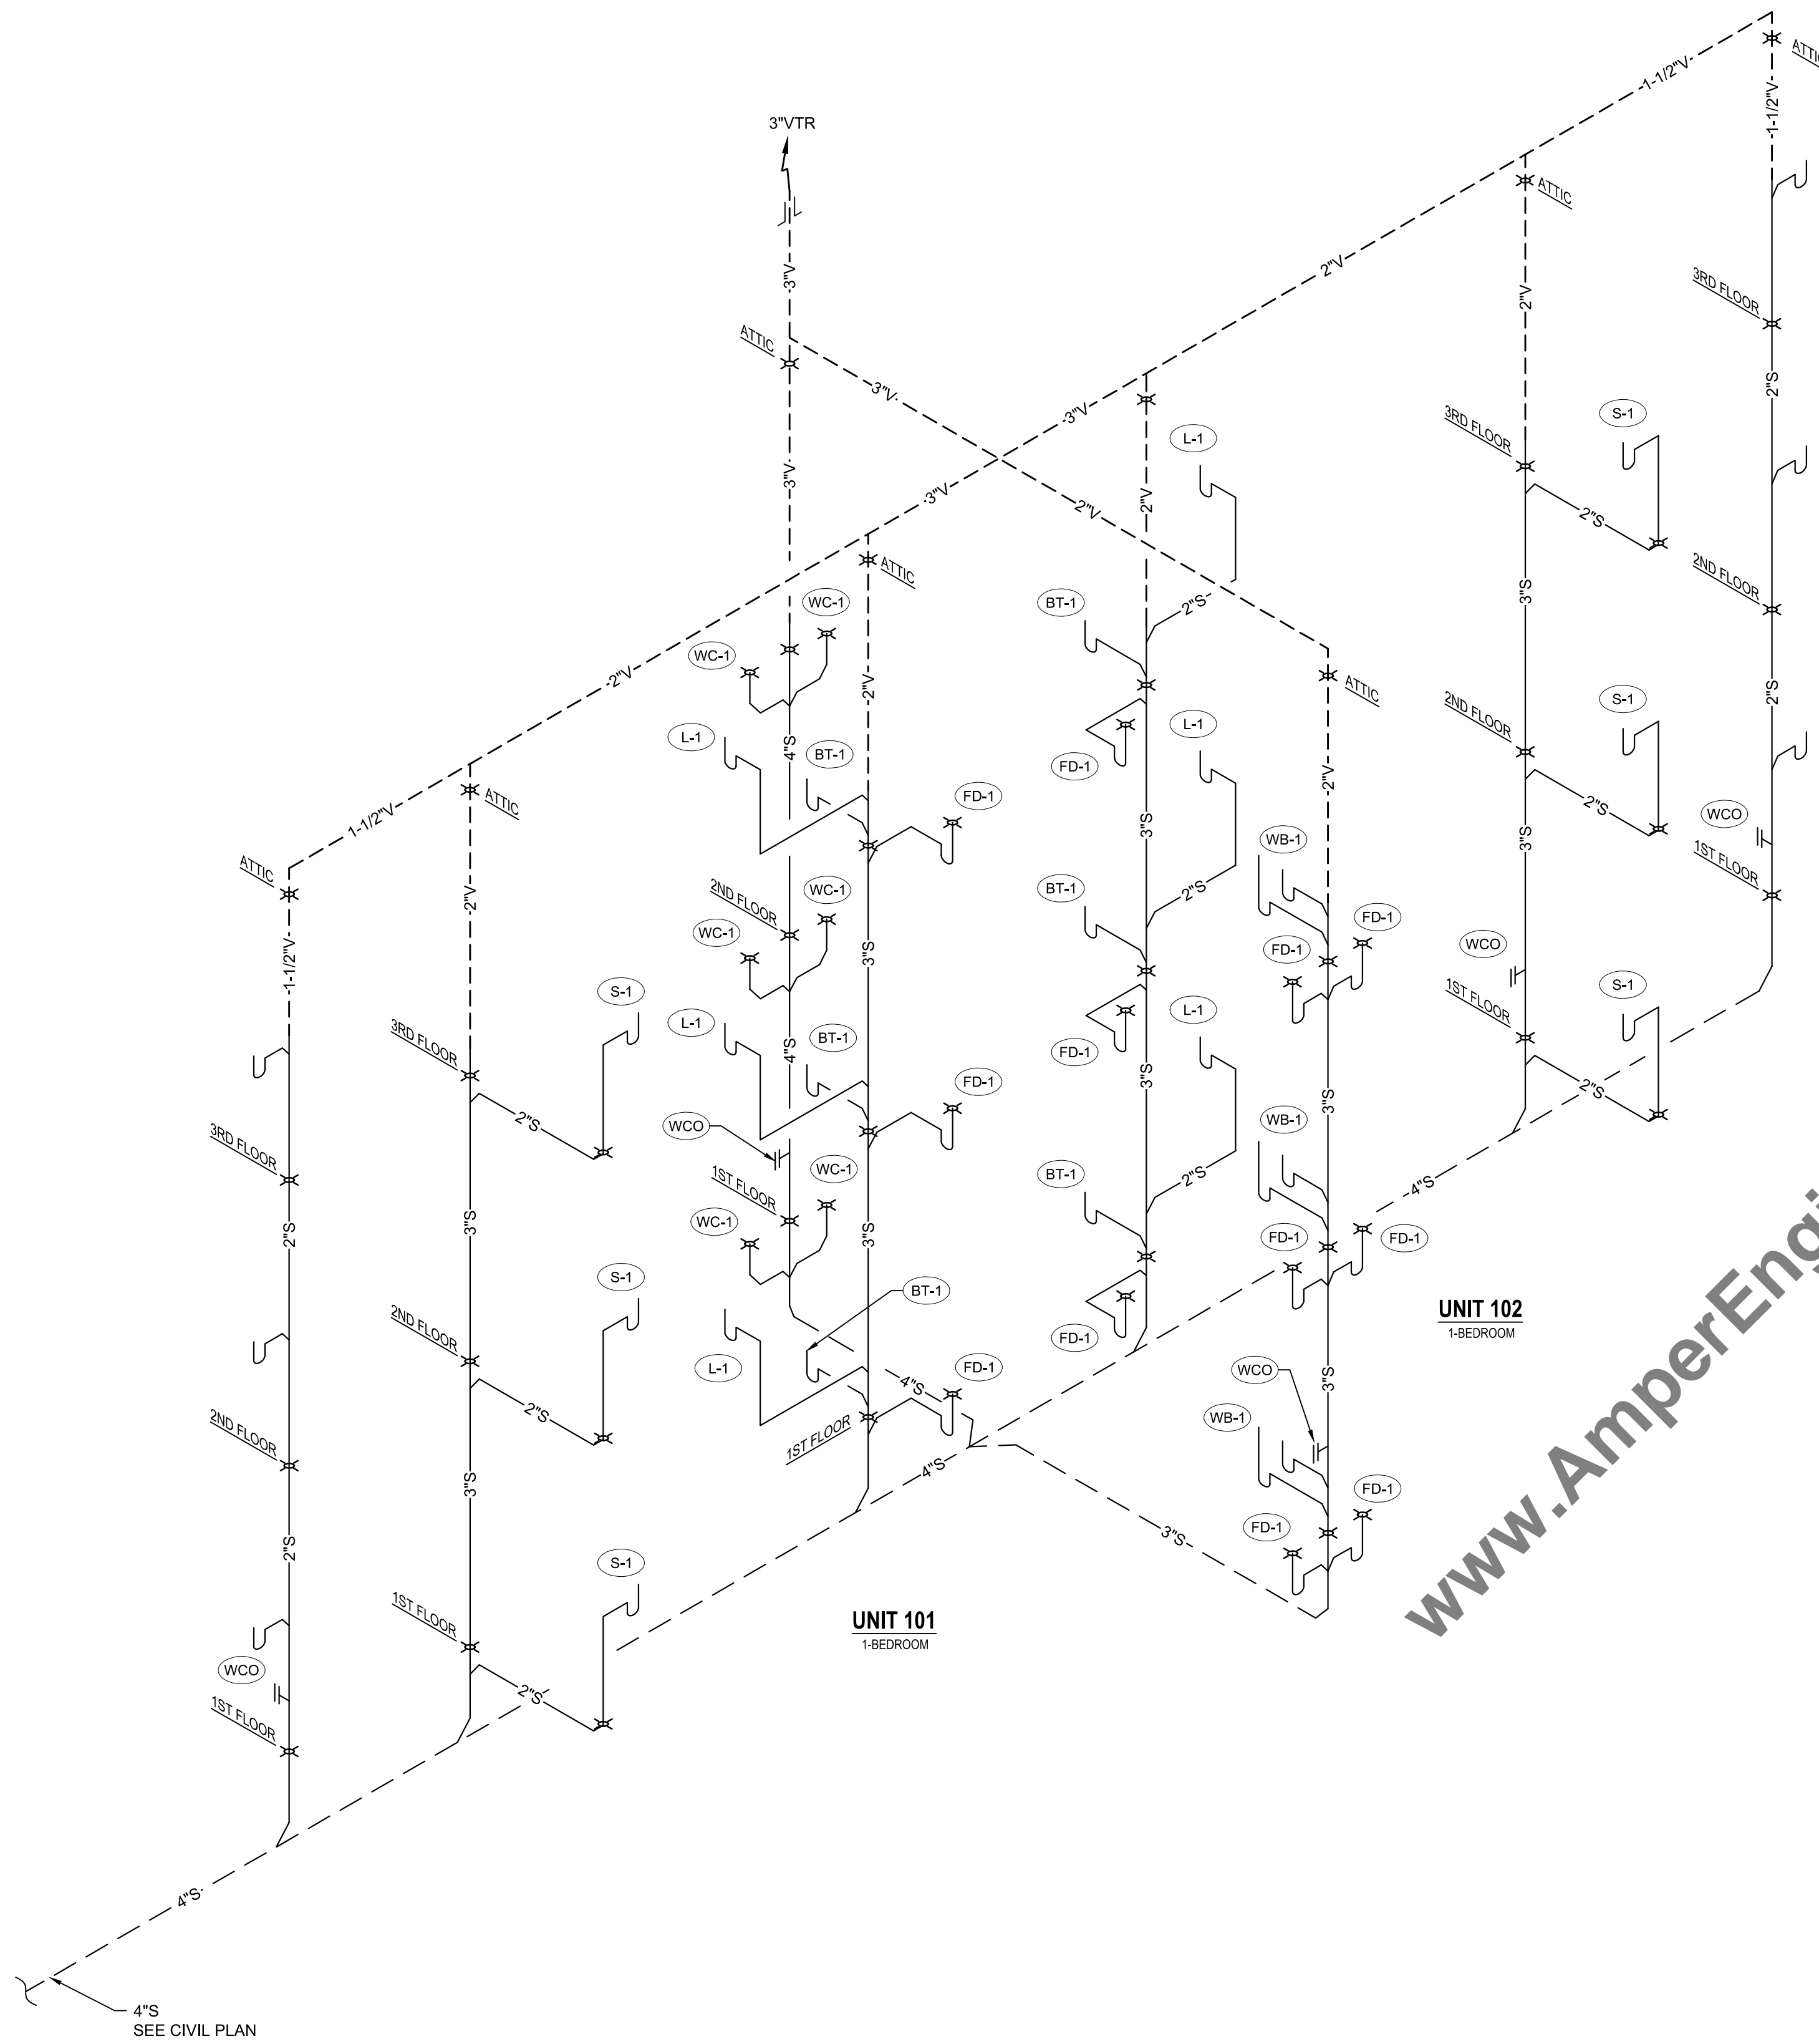 ATTIC
1-1/2"V
1-1/2"V
3"VTR
ATTIC
2"V
3RD FLOOR
3"V
2"V
ATTIC
3"V
3"V
2"S
S-1
3RD FLOOR
L-1
3"V
3"V
2"V
2"V
2"S
ATTIC
2ND FLOOR
3"S
WC-1
BT-1
2"S
WC-1
2"V
2"V
ATTIC
2"S
S-1
2ND FLOOR
L-1
L-1
4"S
BT-1
FD-1
2"V
ATTIC
1-1/2"V
FD-1
2"S
WCO
3"S
3"S
WB-1
1ST FLOOR
ATTIC
2"V
2ND FLOOR
WC-1
BT-1
2"S
WC-1
FD-1
WCO
3"S
FD-1
1-1/2"V
S-1
S-1
1ST FLOOR
L-1
L-1
3RD FLOOR
BT-1
4"S
FD-1
3"S
FD-1
2"S
3"S
3RD FLOOR
2"S
WCO
WB-1
WC-1
BT-1
2"S
4"S
1ST FLOOR
WC-1
3"S
2"S
3"S
FD-1
FD-1
S-1
BT-1
2ND FLOOR
UNIT 102
1-BEDROOM
FD-1
L-1
FD-1
4"S
WCO
3"S
2"S
WB-1
2ND FLOOR
1ST FLOOR
4"S
3"S
FD-1
FD-1
3"S
2"S
S-1
1ST FLOOR
UNIT 101
1-BEDROOM
WCO
2"S
1ST FLOOR
4"S
4"S
SEE CIVIL PLAN